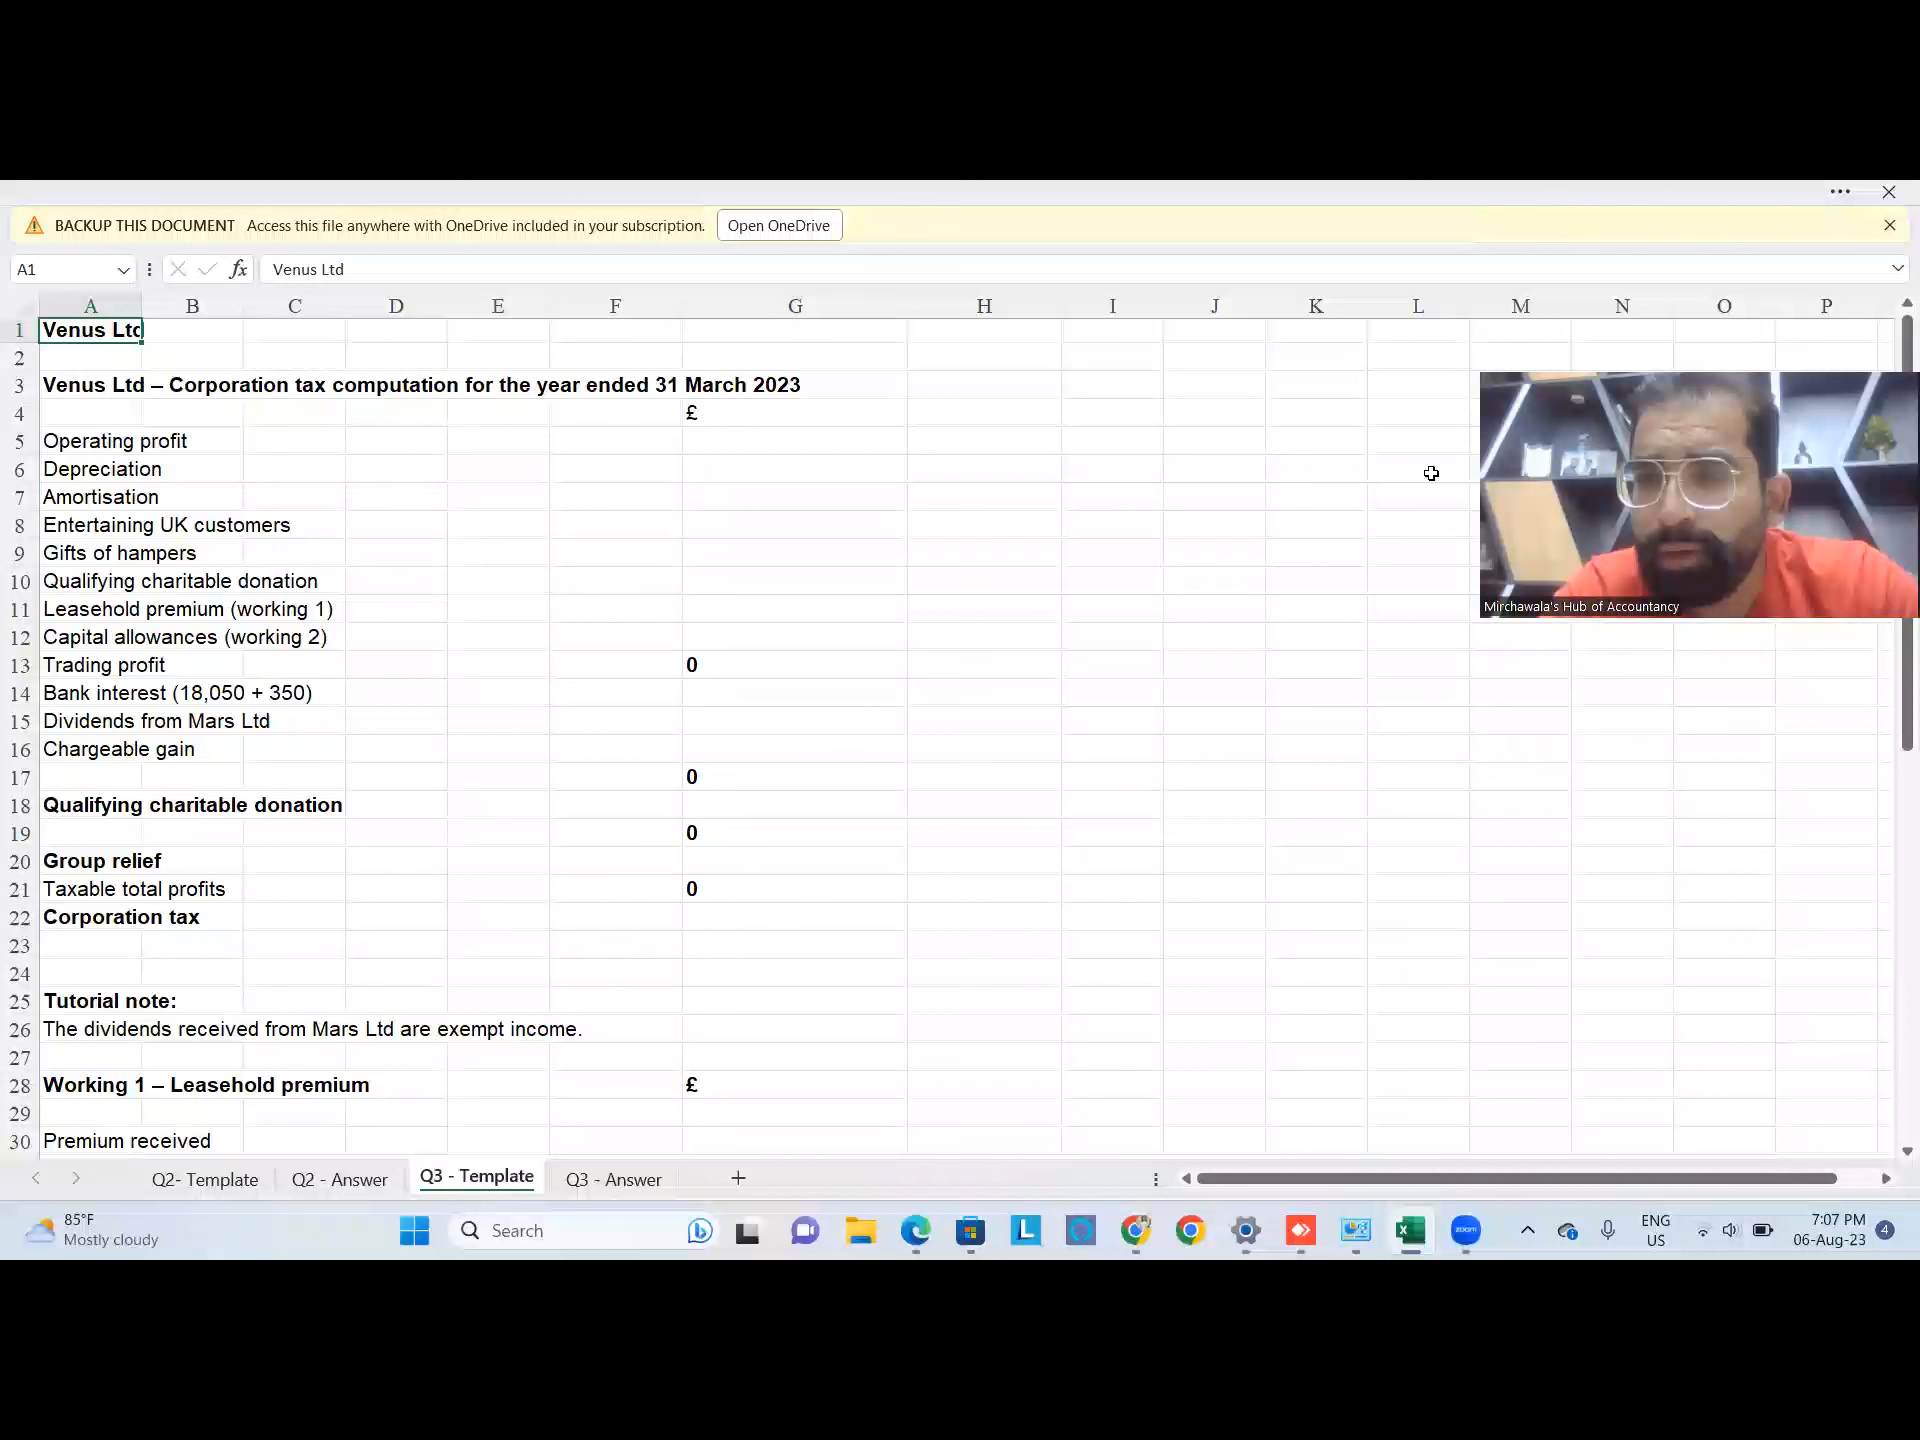 BACKUP THIS DOCUMENT Access this file anywhere with OneDrive included in your subscription. Open OneDrive
A1 fx Venus Ltd
A B C D E F G H I J K L M N O P
1 Venus Ltd
2
3 Venus Ltd – Corporation tax computation for the year ended 31 March 2023
4 £
5 Operating profit
6 Depreciation
7 Amortisation
8 Entertaining UK customers
9 Gifts of hampers
10 Qualifying charitable donation
11 Leasehold premium (working 1)
12 Capital allowances (working 2)
13 Trading profit 0
14 Bank interest (18,050 + 350)
15 Dividends from Mars Ltd
16 Chargeable gain
17 0
18 Qualifying charitable donation
19 0
20 Group relief
21 Taxable total profits 0
22 Corporation tax
23
24
25 Tutorial note:
26 The dividends received from Mars Ltd are exempt income.
27
28 Working 1 – Leasehold premium £
29
30 Premium received
Mirchawala's Hub of Accountancy
Q2- Template Q2 - Answer Q3 - Template Q3 - Answer
85°F
Mostly cloudy
Search
L
zoom
ENG
US
7:07 PM
06-Aug-23
4